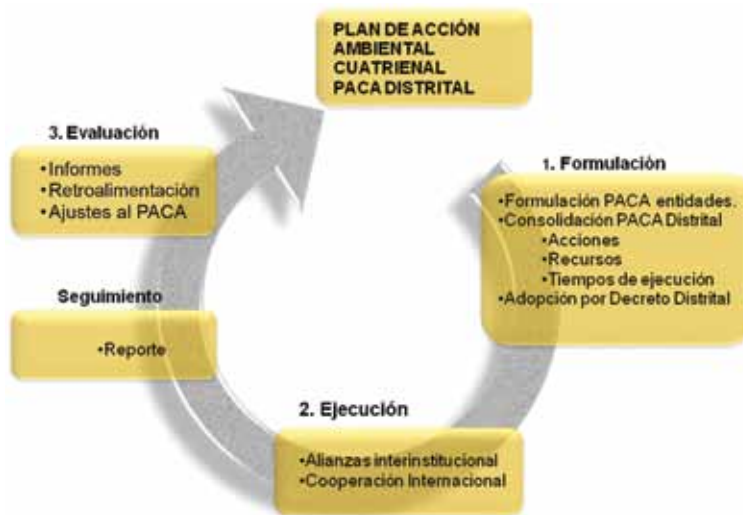 PLAN DE ACCIÓN
AMBIENTAL
CUATRIENAL
PACA DISTRITAL
1. Formulación
•Formulación PACA entidades.
•Consolidación PACA Distrital
•Acciones
•Recursos
•Tiempos de ejecución
•Adopción por Decreto Distrital
2. Ejecución
•Alianzas interinstitucional
•Cooperación Internacional
Seguimiento
•Reporte
3. Evaluación
•Informes
•Retroalimentación
•Ajustes al PACA